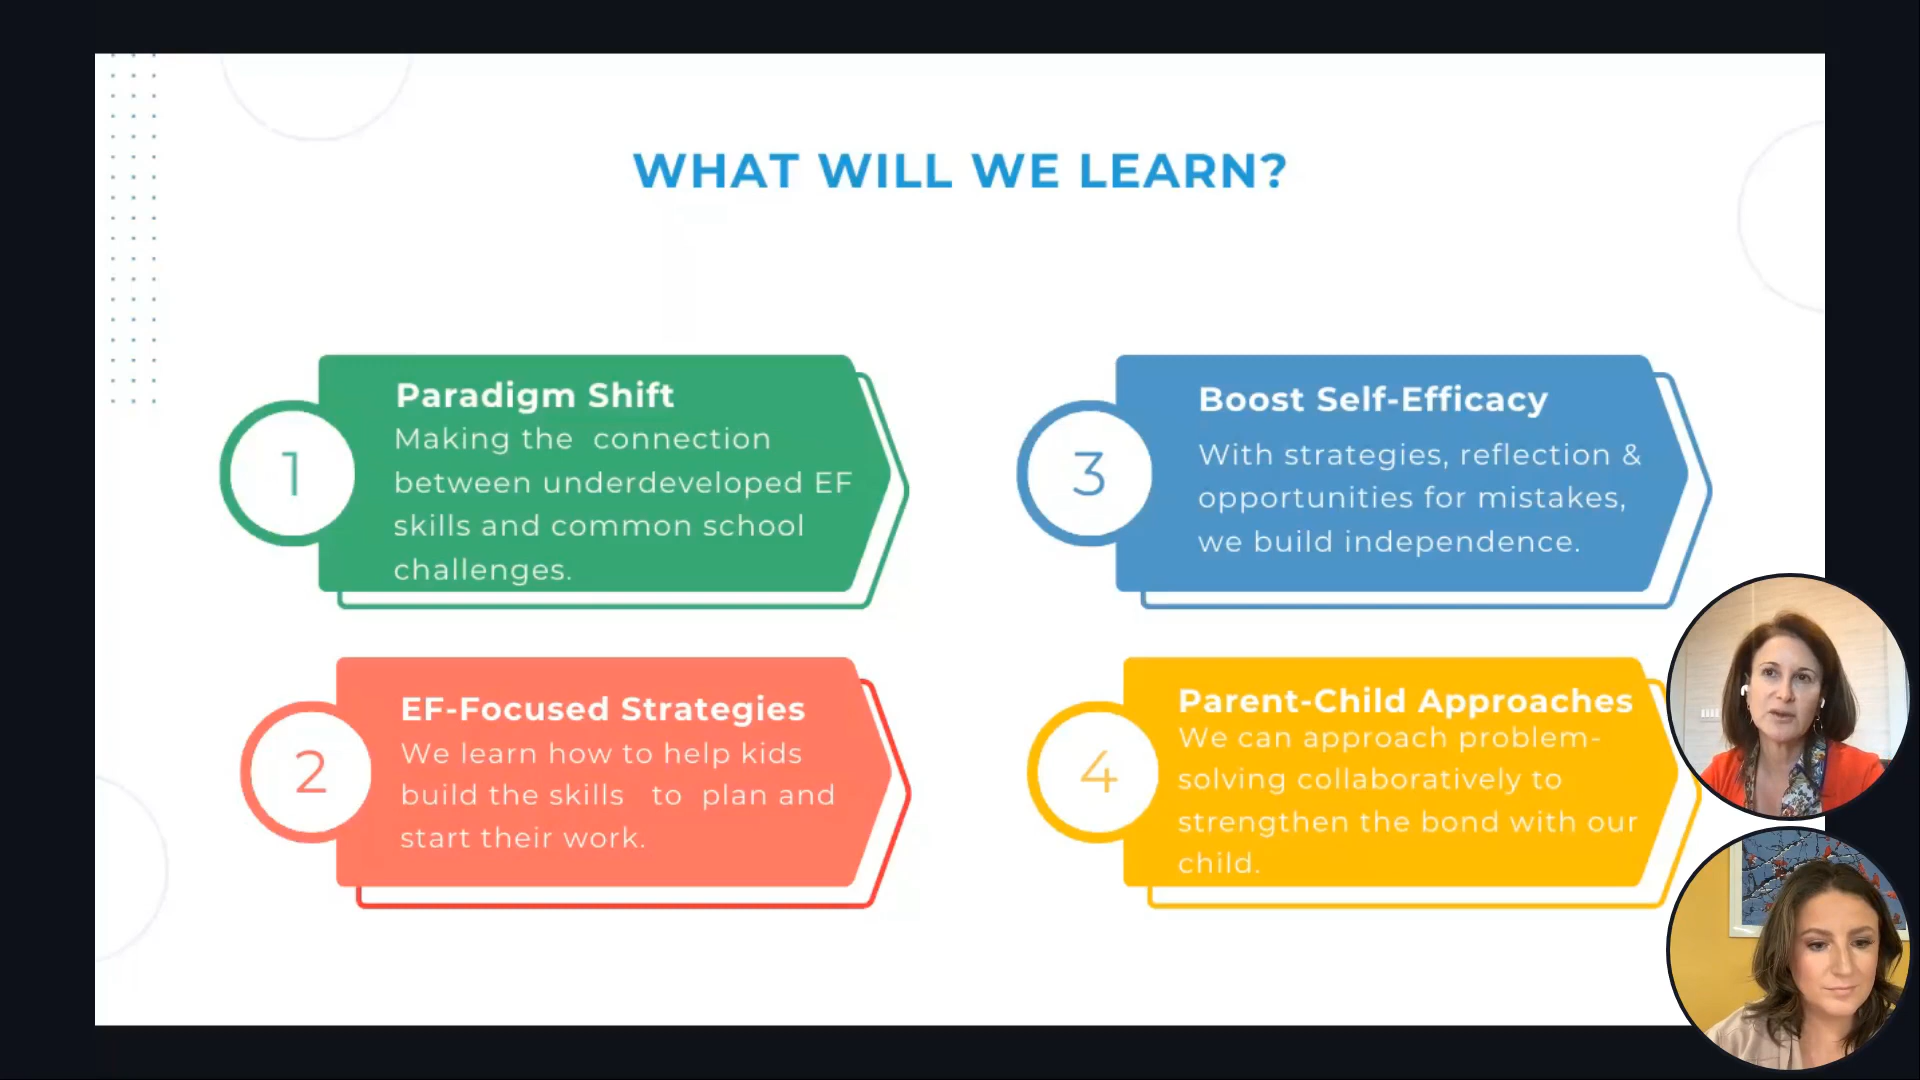 WHAT WILL WE LEARN?
1
Paradigm Shift
Making the connection
between underdeveloped EF
skills and common school
challenges.
2
EF-Focused Strategies
We learn how to help kids
build the skills to plan and
start their work.
3
Boost Self-Efficacy
With strategies, reflection &
opportunities for mistakes,
we build independence.
4
Parent-Child Approaches
We can approach problem-
solving collaboratively to
strengthen the bond with our
child.